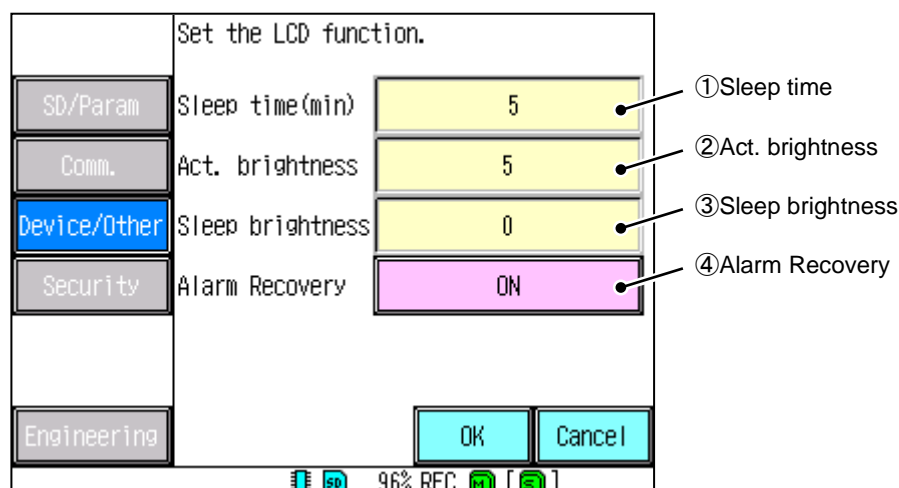 Set the LCD function.
SD/Param
Sleep time(min)
5
①Sleep time
Comm.
Act. brightness
5
②Act. brightness
Device/Other
Sleep brightness
0
③Sleep brightness
Security
Alarm Recovery
ON
④Alarm Recovery
Engineering
OK
Cancel
SD 96% REC M [ S ]